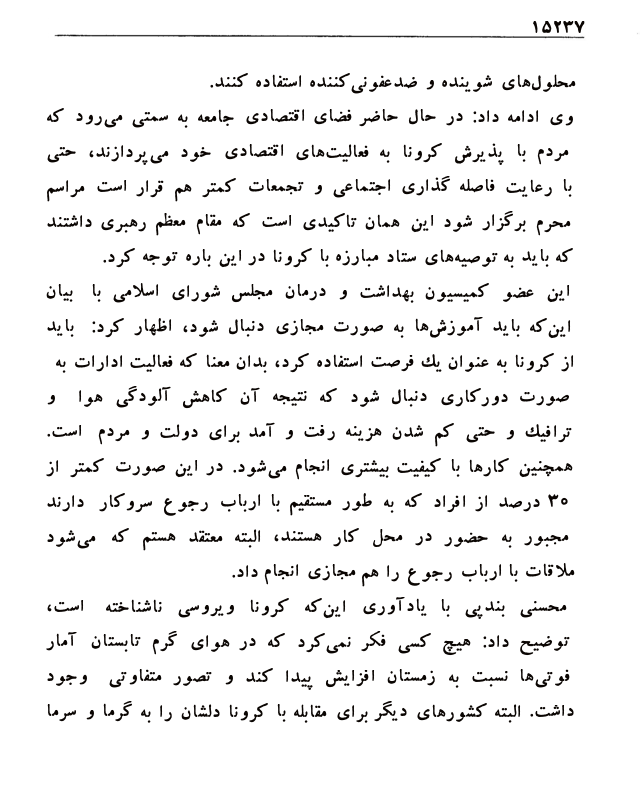 ۱۵۲۳۷
محلول‌های شوینده و ضدعفونی‌کننده استفاده کنند.
وی ادامه داد: در حال حاضر فضای اقتصادی جامعه به سمتی می‌رود که
مردم با پذیرش کرونا به فعالیت‌های اقتصادی خود می‌پردازند، حتی
با رعایت فاصله گذاری اجتماعی و تجمعات کمتر هم قرار است مراسم
محرم برگزار شود این همان تاکیدی است که مقام معظم رهبری داشتند
که باید به توصیه‌های ستاد مبارزه با کرونا در این باره توجه کرد.
این عضو کمیسیون بهداشت و درمان مجلس شورای اسلامی با بیان
این‌که باید آموزش‌ها به صورت مجازی دنبال شود، اظهار کرد: باید
از کرونا به عنوان یك فرصت استفاده کرد، بدان معنا که فعالیت ادارات به
صورت دورکاری دنبال شود که نتیجه آن کاهش آلودگی هوا و
ترافیك و حتی کم شدن هزینه رفت و آمد برای دولت و مردم است.
همچنین کارها با کیفیت بیشتری انجام می‌شود. در این صورت کمتر از
۳۰ درصد از افراد که به طور مستقیم با ارباب رجوع سروکار دارند
مجبور به حضور در محل کار هستند، البته معتقد هستم که می‌شود
ملاقات با ارباب رجوع را هم مجازی انجام داد.
محسنی بندپی با یادآوری این‌که کرونا ویروسی ناشناخته است،
توضیح داد: هیچ کسی فکر نمی‌کرد که در هوای گرم تابستان آمار
فوتی‌ها نسبت به زمستان افزایش پیدا کند و تصور متفاوتی وجود
داشت. البته کشورهای دیگر برای مقابله با کرونا دلشان را به گرما و سرما